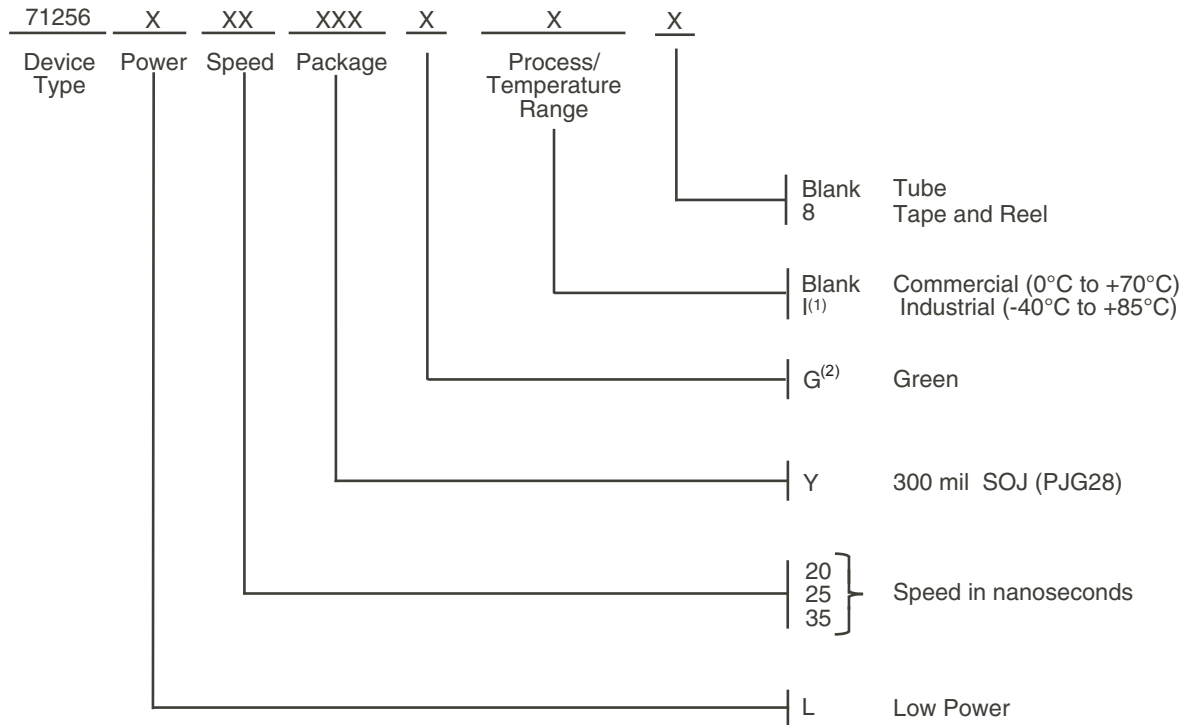 71256 X XX XXX X X X
Device Type Power Speed Package Process/ Temperature Range
Blank Tube
8 Tape and Reel
Blank Commercial (0°C to +70°C)
I(1) Industrial (-40°C to +85°C)
G(2) Green
Y 300 mil SOJ (PJG28)
20
25 Speed in nanoseconds
35
L Low Power